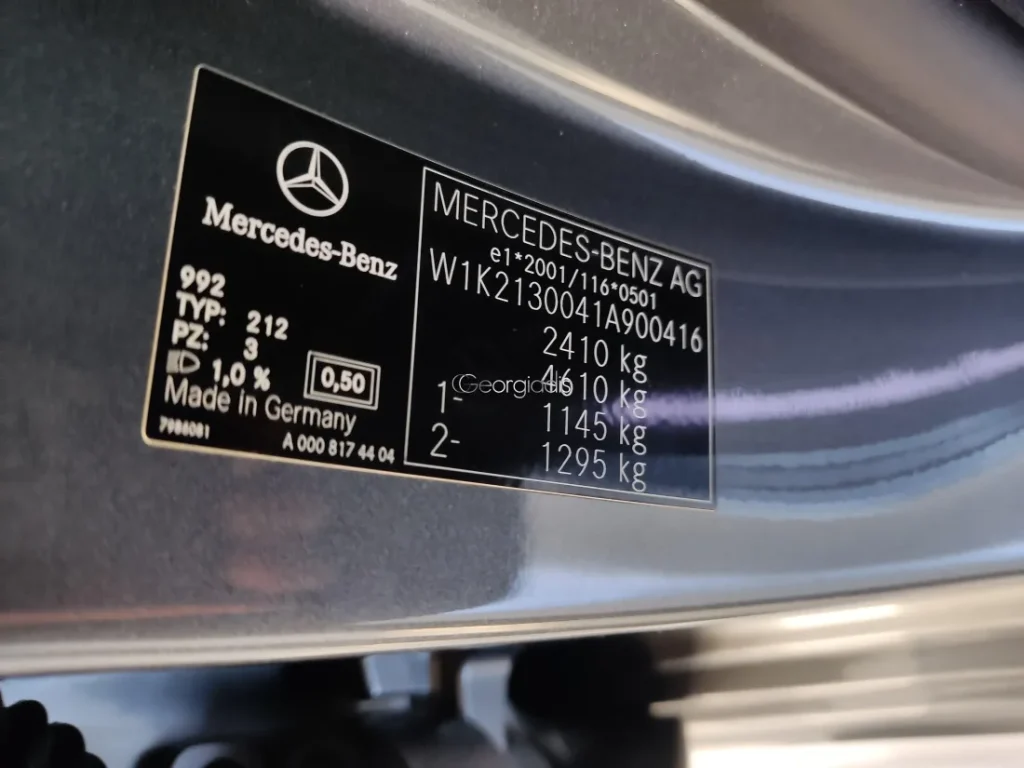 Mercedes-Benz
992
TYP: 212
PZ: 3
1,0 %
0,50
Made in Germany
7986081
A 000 817 44 04
MERCEDES-BENZ AG
e1*2001/116*0501
W1K2130041A900416
2410 kg
4610 kg
1- 1145 kg
2- 1295 kg
Georgiadis